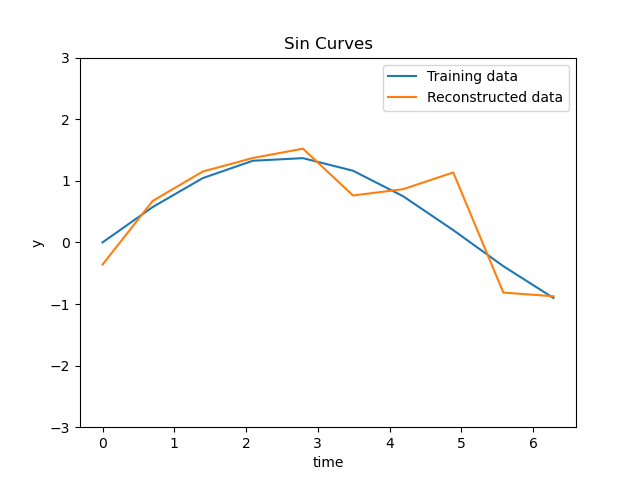 Sin Curves
Training data
Reconstructed data
3
2
1
0
−1
−2
−3
y
0 1 2 3 4 5 6
time